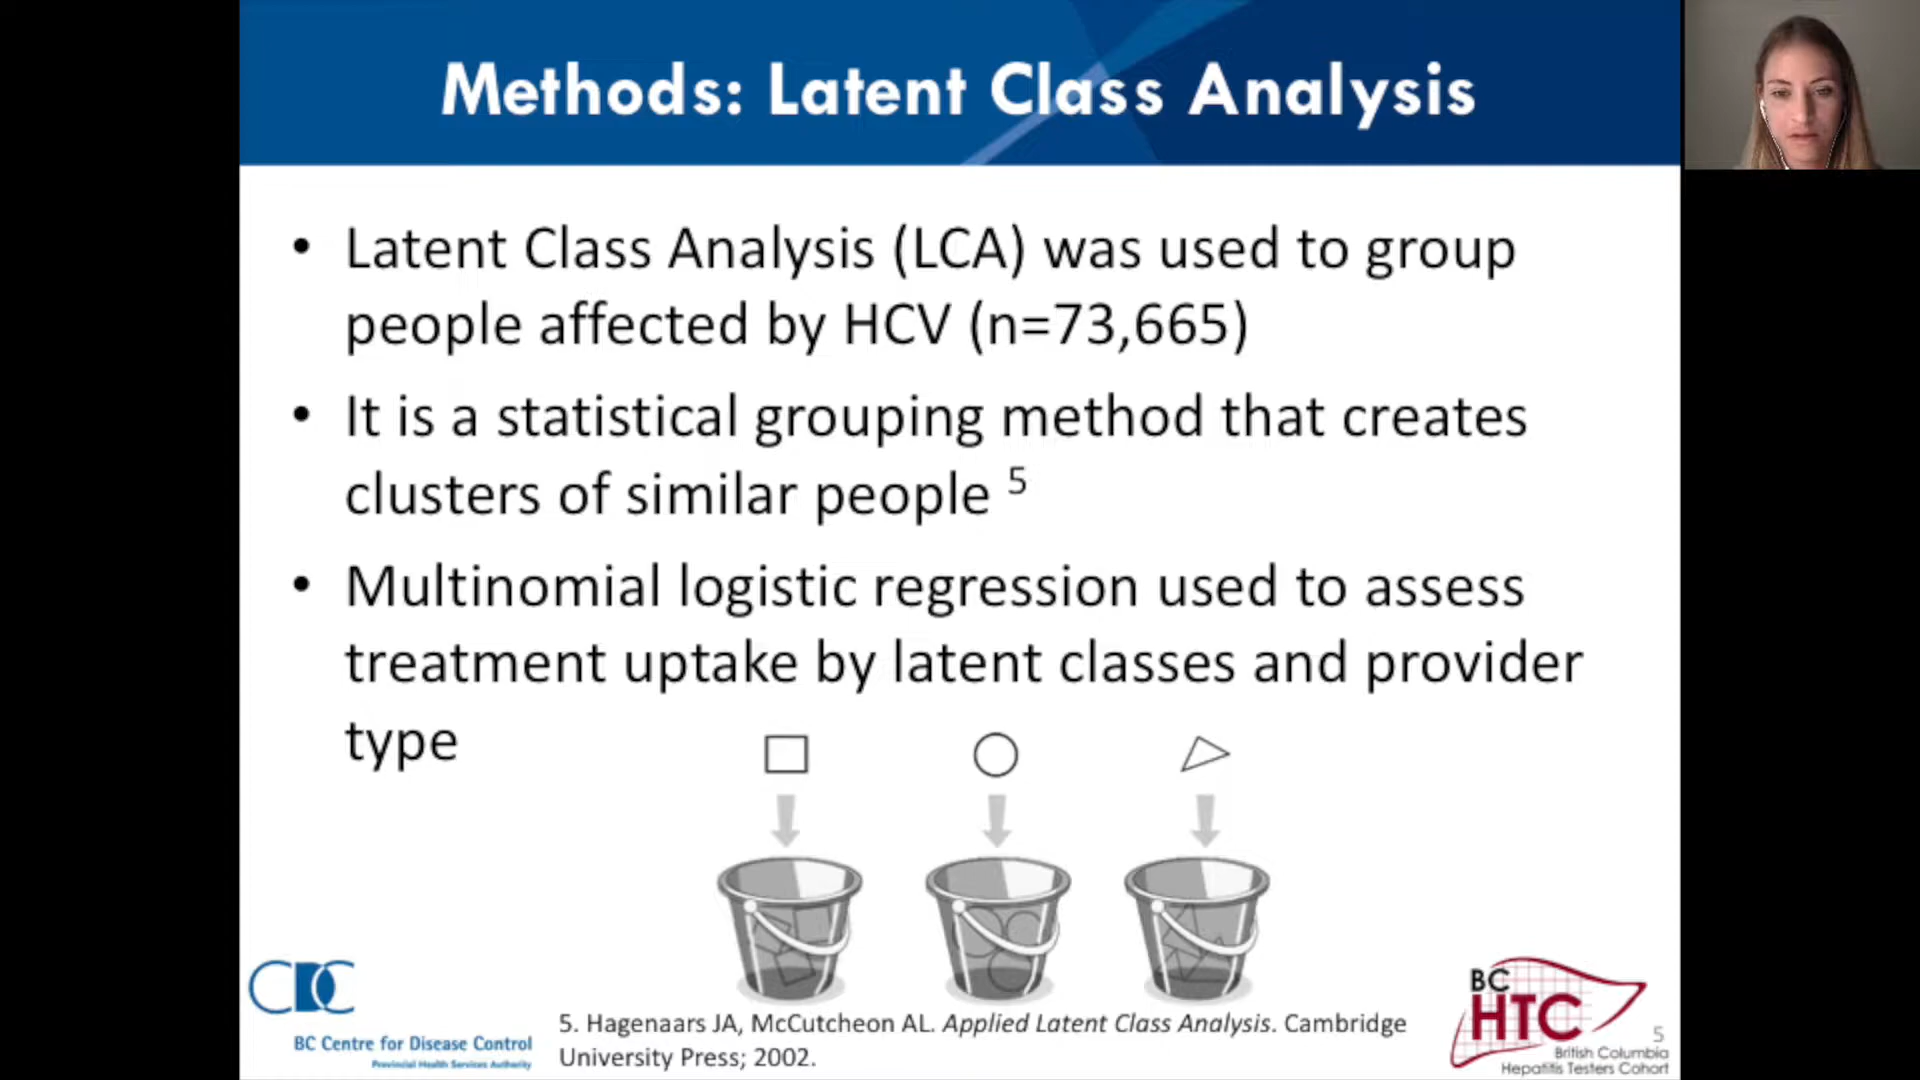 Methods: Latent Class Analysis
• Latent Class Analysis (LCA) was used to group
people affected by HCV (n=73,665)
• It is a statistical grouping method that creates
clusters of similar people 5
• Multinomial logistic regression used to assess
treatment uptake by latent classes and provider
type
CDC
BC Centre for Disease Control
Provincial Health Services Authority
5. Hagenaars JA, McCutcheon AL. Applied Latent Class Analysis. Cambridge
University Press; 2002.
BC
HTC
British Columbia
Hepatitis Testers Cohort
5